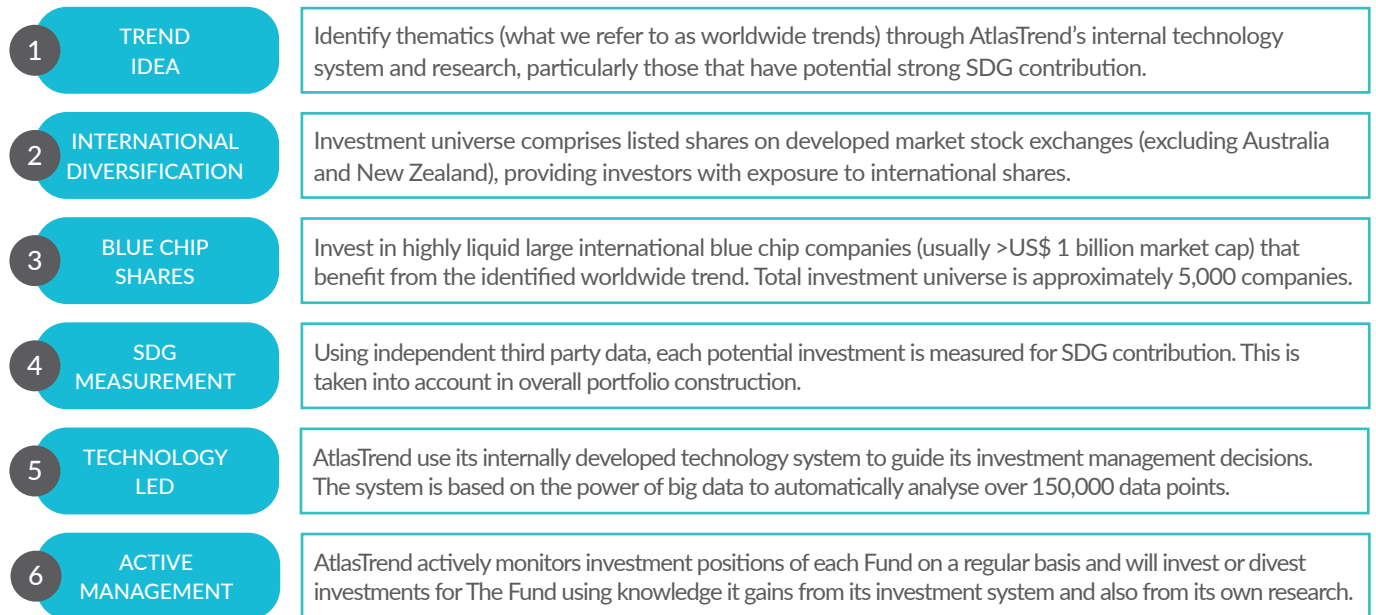 1
TREND
IDEA
Identify thematics (what we refer to as worldwide trends) through AtlasTrend's internal technology
system and research, particularly those that have potential strong SDG contribution.
2
INTERNATIONAL
DIVERSIFICATION
Investment universe comprises listed shares on developed market stock exchanges (excluding Australia
and New Zealand), providing investors with exposure to international shares.
3
BLUE CHIP
SHARES
Invest in highly liquid large international blue chip companies (usually >US$ 1 billion market cap) that
benefit from the identified worldwide trend. Total investment universe is approximately 5,000 companies.
4
SDG
MEASUREMENT
Using independent third party data, each potential investment is measured for SDG contribution. This is
taken into account in overall portfolio construction.
5
TECHNOLOGY
LED
AtlasTrend use its internally developed technology system to guide its investment management decisions.
The system is based on the power of big data to automatically analyse over 150,000 data points.
6
ACTIVE
MANAGEMENT
AtlasTrend actively monitors investment positions of each Fund on a regular basis and will invest or divest
investments for The Fund using knowledge it gains from its investment system and also from its own research.